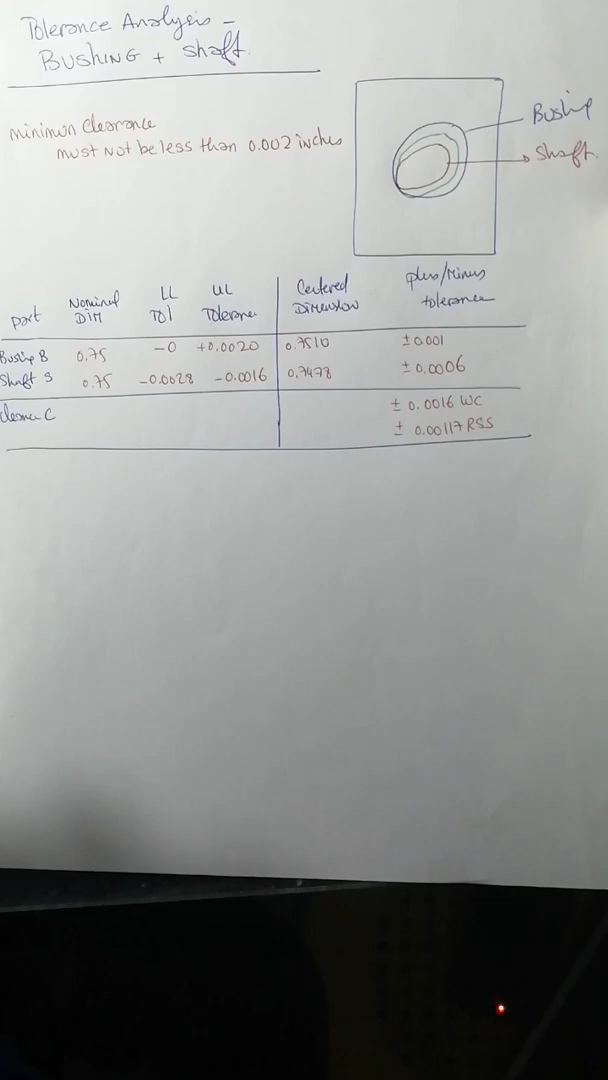 Tolerance Analysis -
BUSHING + shaft.
minimum clearance
must Not be less than 0.002 inches
Bushing
Shaft.
part Nominal DIM LL Tol UL Tolerance Centered DIMENSION plus/Minus tolerance
Bushing B 0.75 -0 +0.0020 0.7510 ±0.001
Shaft S 0.75 -0.0028 -0.0016 0.7478 ±0.0006
C ± 0.0016 WC
± 0.00117 RSS